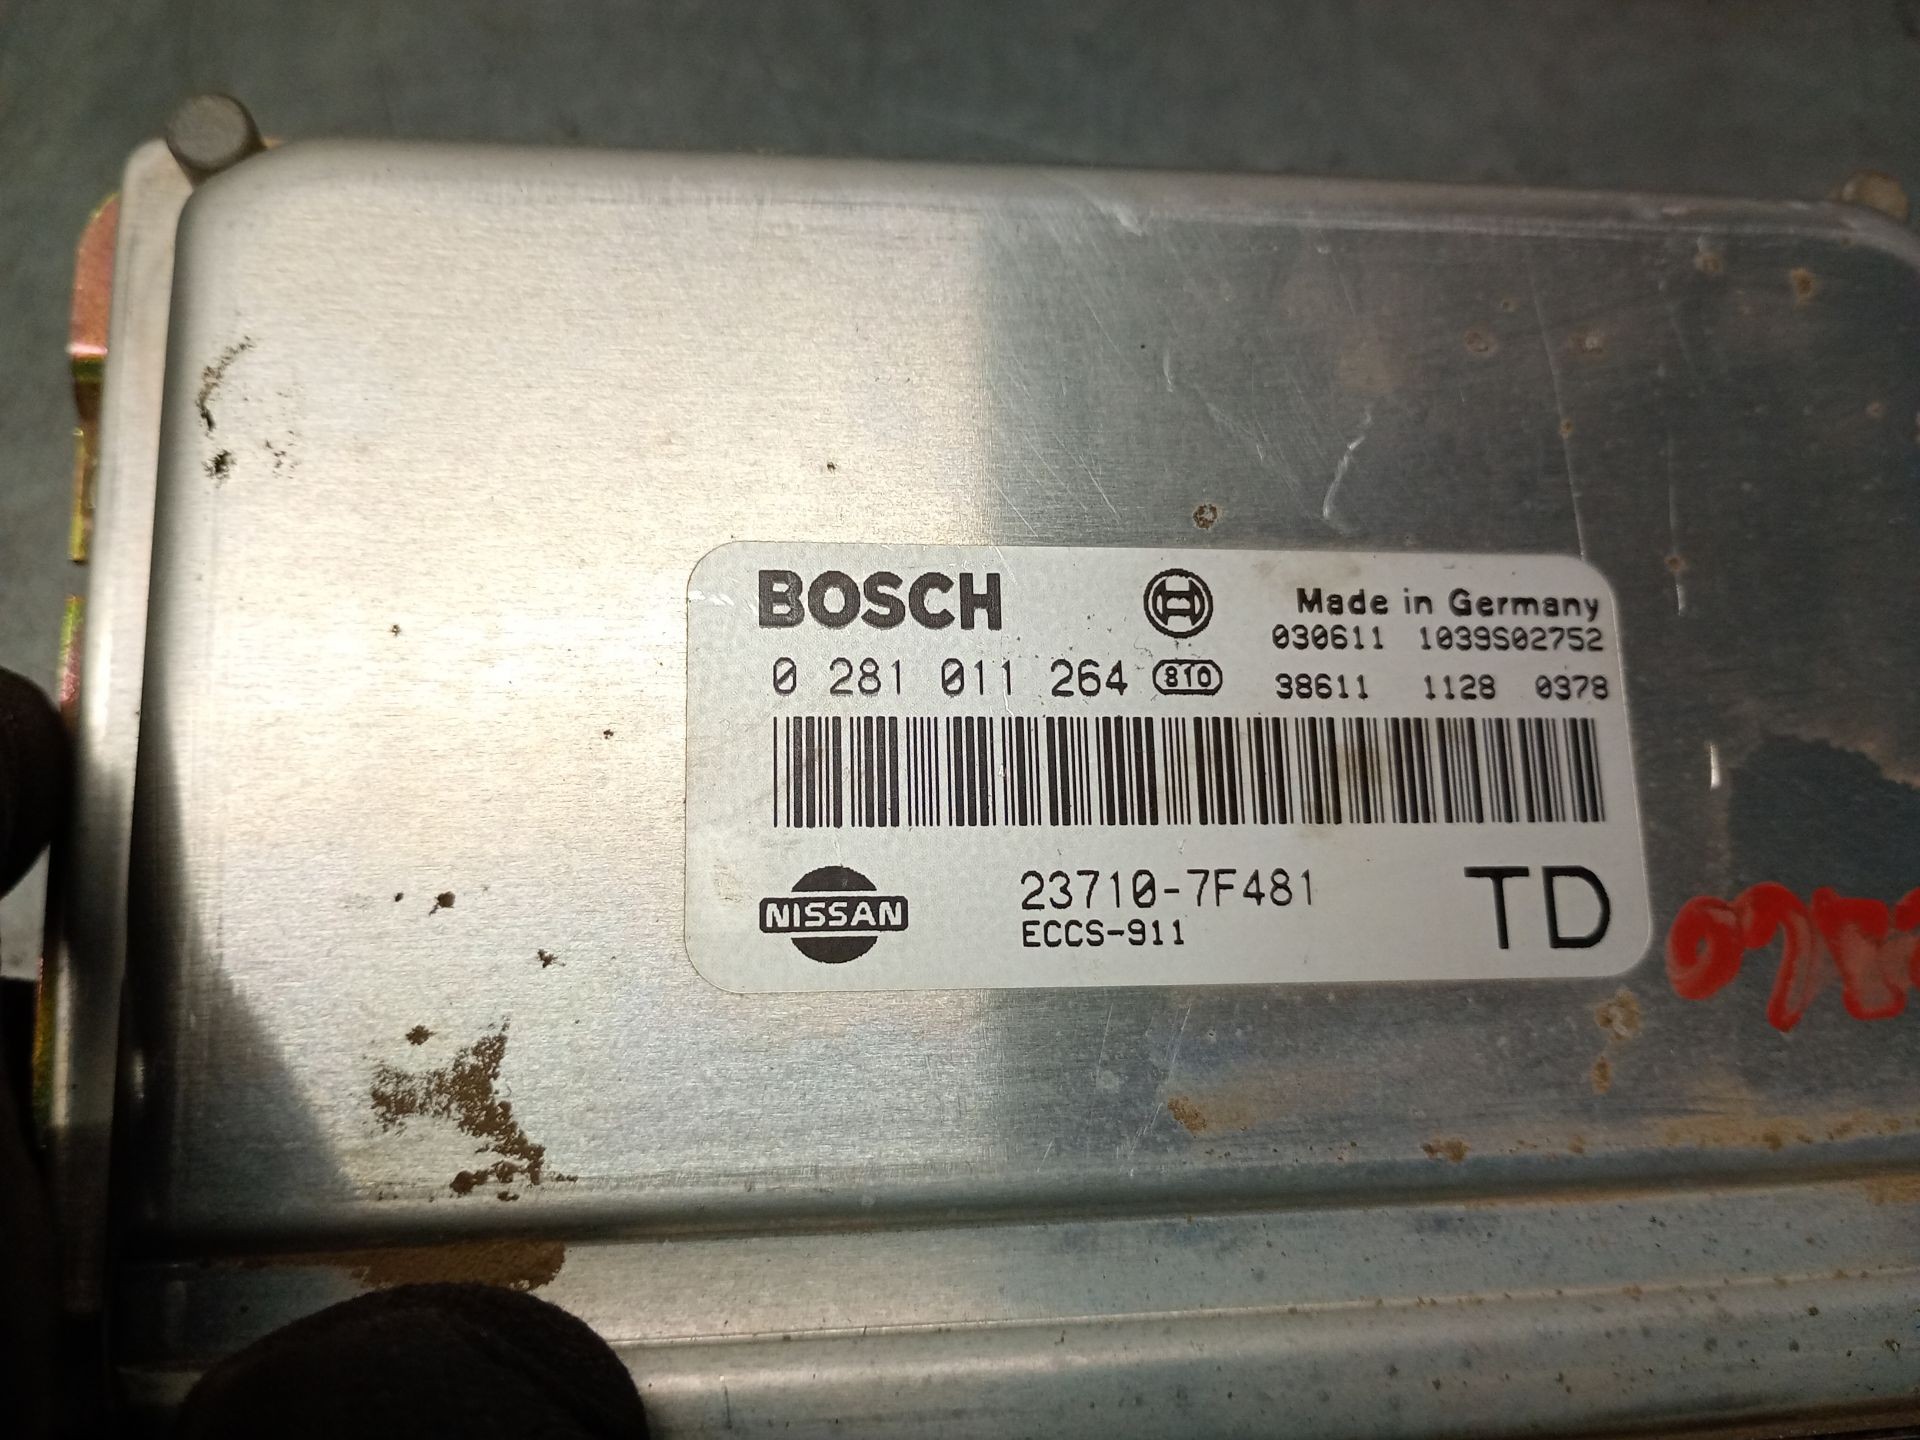 BOSCH
Made in Germany
030611 1039S02752
0 281 011 264 810
38611 1128 0378
NISSAN
23710-7F481
ECCS-911
TD